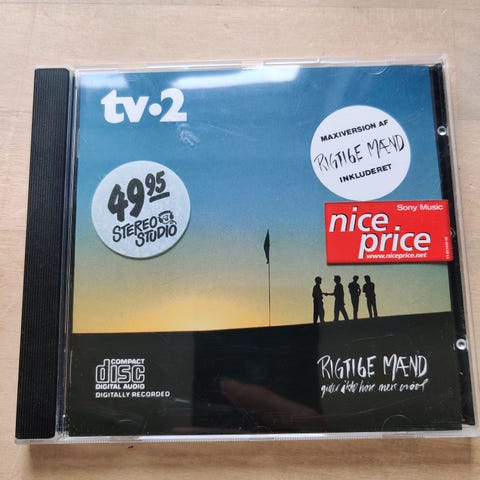 tv•2
MAXIVERSION AF
RIGTIGE MÆND
INKLUDERET
49.95
STEREO
STUDIO
Sony Music
nice
price
www.niceprice.net
COMPACT
disc
DIGITAL AUDIO
DIGITALLY RECORDED
RIGTIGE MÆND
gider ikke høre mere vrøvl